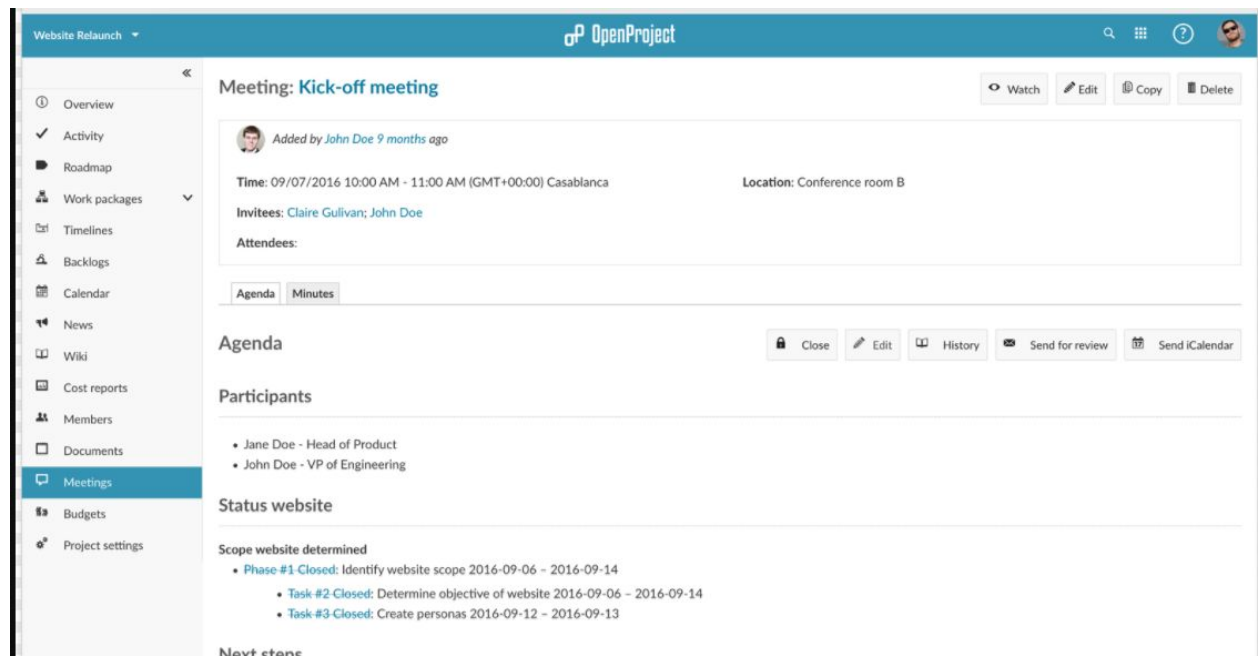 Website Relaunch
OpenProject
Meeting: Kick-off meeting
Watch
Edit
Copy
Delete
Overview
Activity
Roadmap
Work packages
Timelines
Backlogs
Calendar
News
Wiki
Cost reports
Members
Documents
Meetings
Budgets
Project settings
Added by John Doe 9 months ago
Time: 09/07/2016 10:00 AM - 11:00 AM (GMT+00:00) Casablanca
Location: Conference room B
Invitees: Claire Gulivan; John Doe
Attendees:
Agenda
Minutes
Agenda
Close
Edit
History
Send for review
Send iCalendar
Participants
• Jane Doe - Head of Product
• John Doe - VP of Engineering
Status website
Scope website determined
• Phase #1 Closed: Identify website scope 2016-09-06 – 2016-09-14
• Task #2 Closed: Determine objective of website 2016-09-06 – 2016-09-14
• Task #3 Closed: Create personas 2016-09-12 – 2016-09-13
Next steps